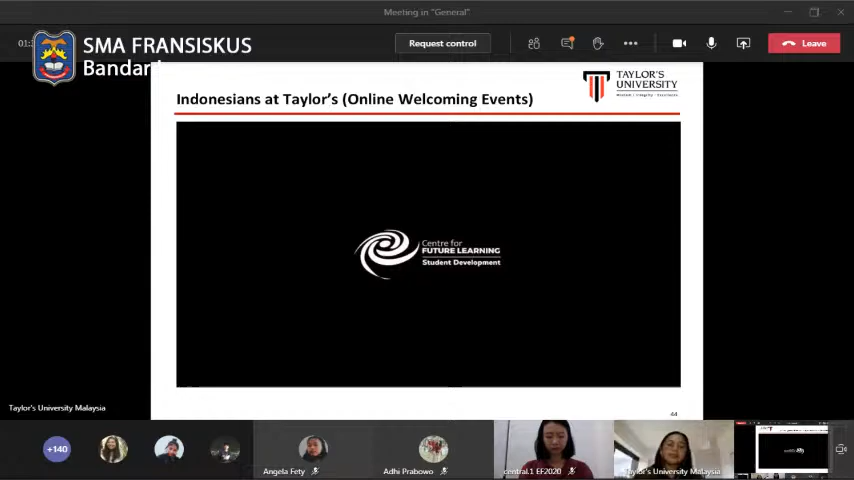 Meeting in "General"
SMA FRANSISKUS
Request control
Leave
TAYLOR'S
UNIVERSITY
Indonesians at Taylor's (Online Welcoming Events)
Centre for
FUTURE LEARNING
Student Development
Taylor's University Malaysia
44
+140
Angela Fety
Adhi Prabowo
central.1 EF2020
Taylor's University Malaysia